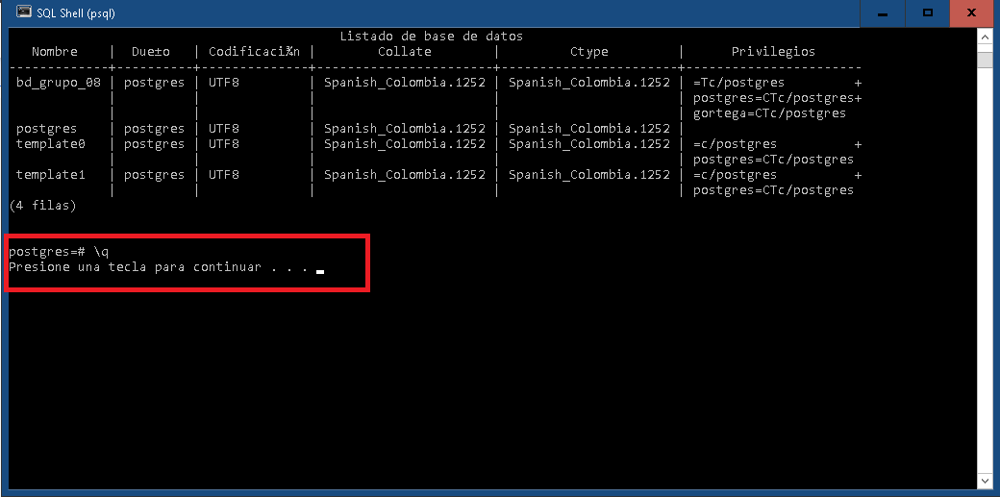 SQL Shell (psql)
Listado de base de datos
Nombre | Due±o | Codificaci¾n | Collate | Ctype | Privilegios
-------------+----------+--------------+-----------------------+-----------------------+-----------------------
bd_grupo_08 | postgres | UTF8 | Spanish_Colombia.1252 | Spanish_Colombia.1252 | =Tc/postgres +
| | | | | postgres=CTc/postgres+
| | | | | gortega=CTc/postgres
postgres | postgres | UTF8 | Spanish_Colombia.1252 | Spanish_Colombia.1252 |
template0 | postgres | UTF8 | Spanish_Colombia.1252 | Spanish_Colombia.1252 | =c/postgres +
| | | | | postgres=CTc/postgres
template1 | postgres | UTF8 | Spanish_Colombia.1252 | Spanish_Colombia.1252 | =c/postgres +
| | | | | postgres=CTc/postgres
(4 filas)
postgres=# \q
Presione una tecla para continuar . . .